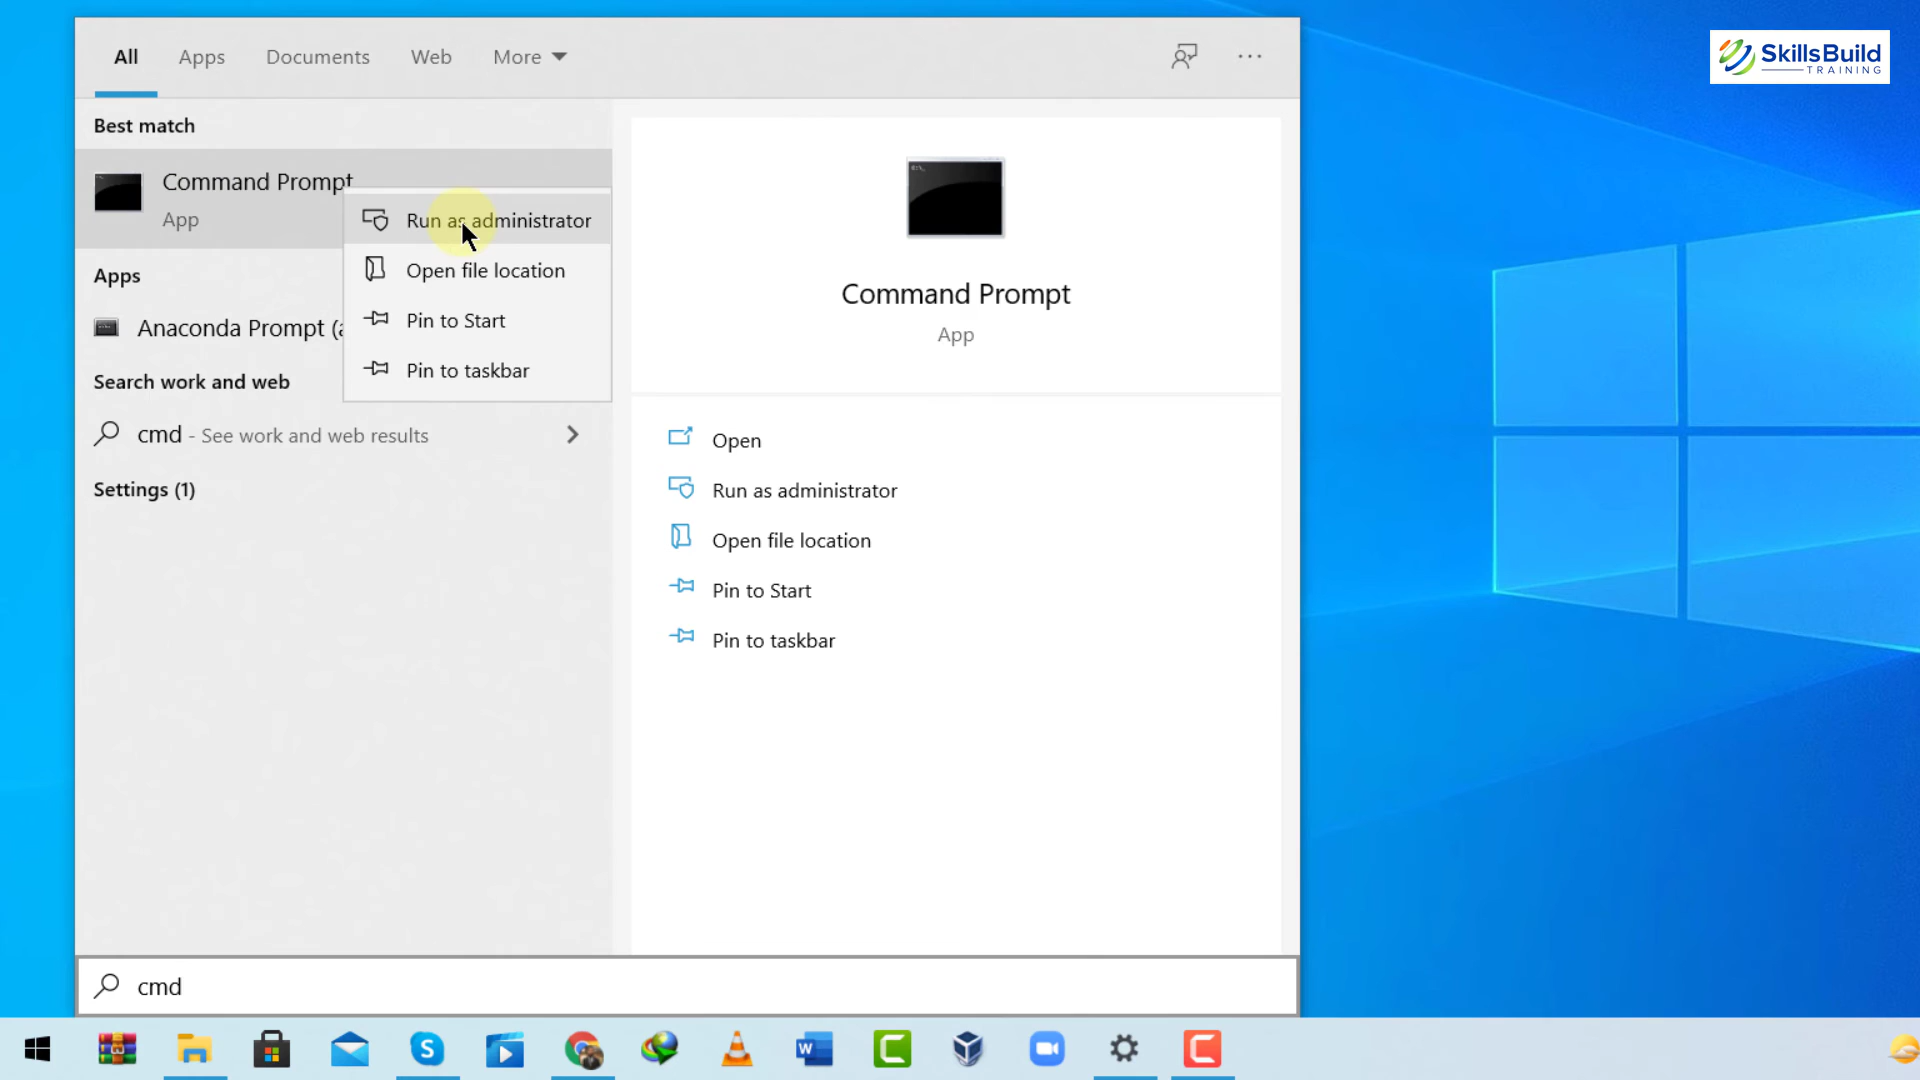 All Apps Documents Web More
SkillsBuild
TRAINING
Best match
Command Prompt
App
Run as administrator
Open file location
Pin to Start
Pin to taskbar
Apps
Anaconda Prompt (
Search work and web
cmd - See work and web results
Settings (1)
Command Prompt
App
Open
Run as administrator
Open file location
Pin to Start
Pin to taskbar
cmd